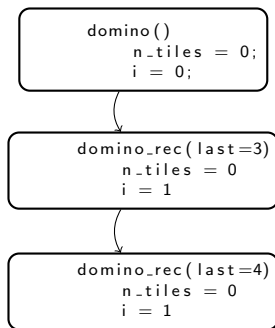 domino()
n_tiles = 0;
i = 0;
domino_rec(last=3)
n_tiles = 0
i = 1
domino_rec(last=4)
n_tiles = 0
i = 1